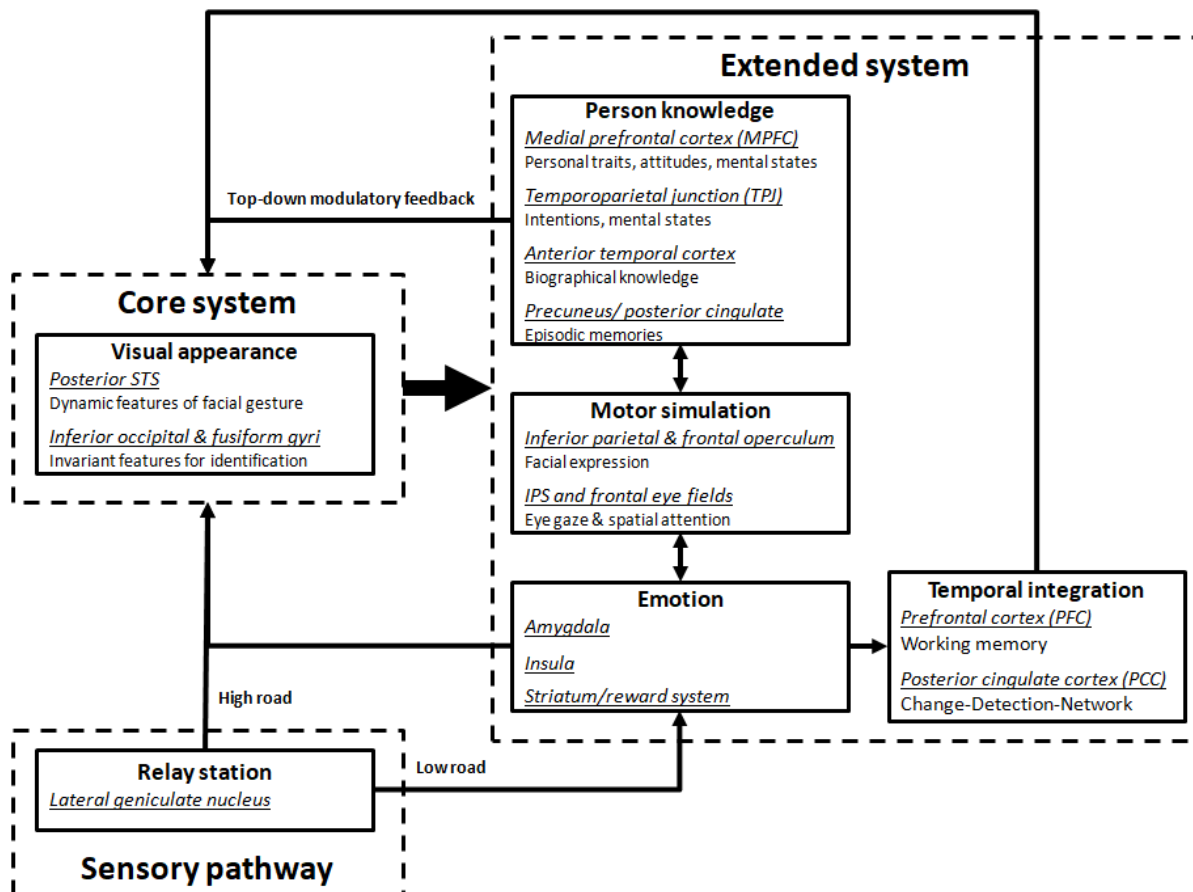 Extended system
Person knowledge
Medial prefrontal cortex (MPFC)
Personal traits, attitudes, mental states
Temporoparietal junction (TPJ)
Intentions, mental states
Anterior temporal cortex
Biographical knowledge
Precuneus/ posterior cingulate
Episodic memories
Top-down modulatory feedback
Core system
Visual appearance
Posterior STS
Dynamic features of facial gesture
Inferior occipital & fusiform gyri
Invariant features for identification
Motor simulation
Inferior parietal & frontal operculum
Facial expression
IPS and frontal eye fields
Eye gaze & spatial attention
Emotion
Amygdala
Insula
Striatum/reward system
Temporal integration
Prefrontal cortex (PFC)
Working memory
Posterior cingulate cortex (PCC)
Change-Detection-Network
High road
Low road
Relay station
Lateral geniculate nucleus
Sensory pathway